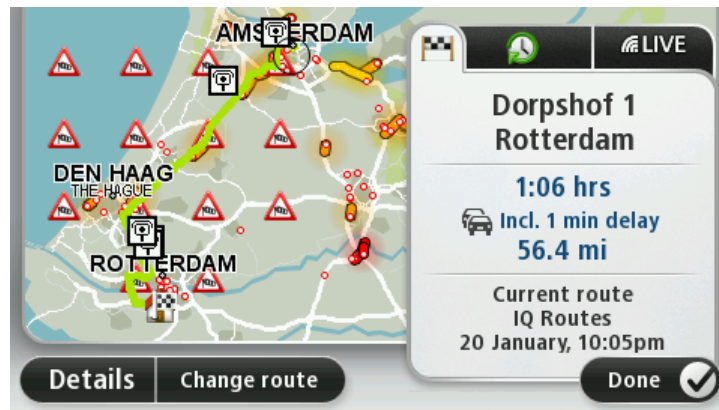 AMSTERDAM
DEN HAAG
THE HAGUE
ROTTERDAM
LIVE
Dorpshof 1
Rotterdam
1:06 hrs
Incl. 1 min delay
56.4 mi
Current route
IQ Routes
20 January, 10:05pm
Details
Change route
Done